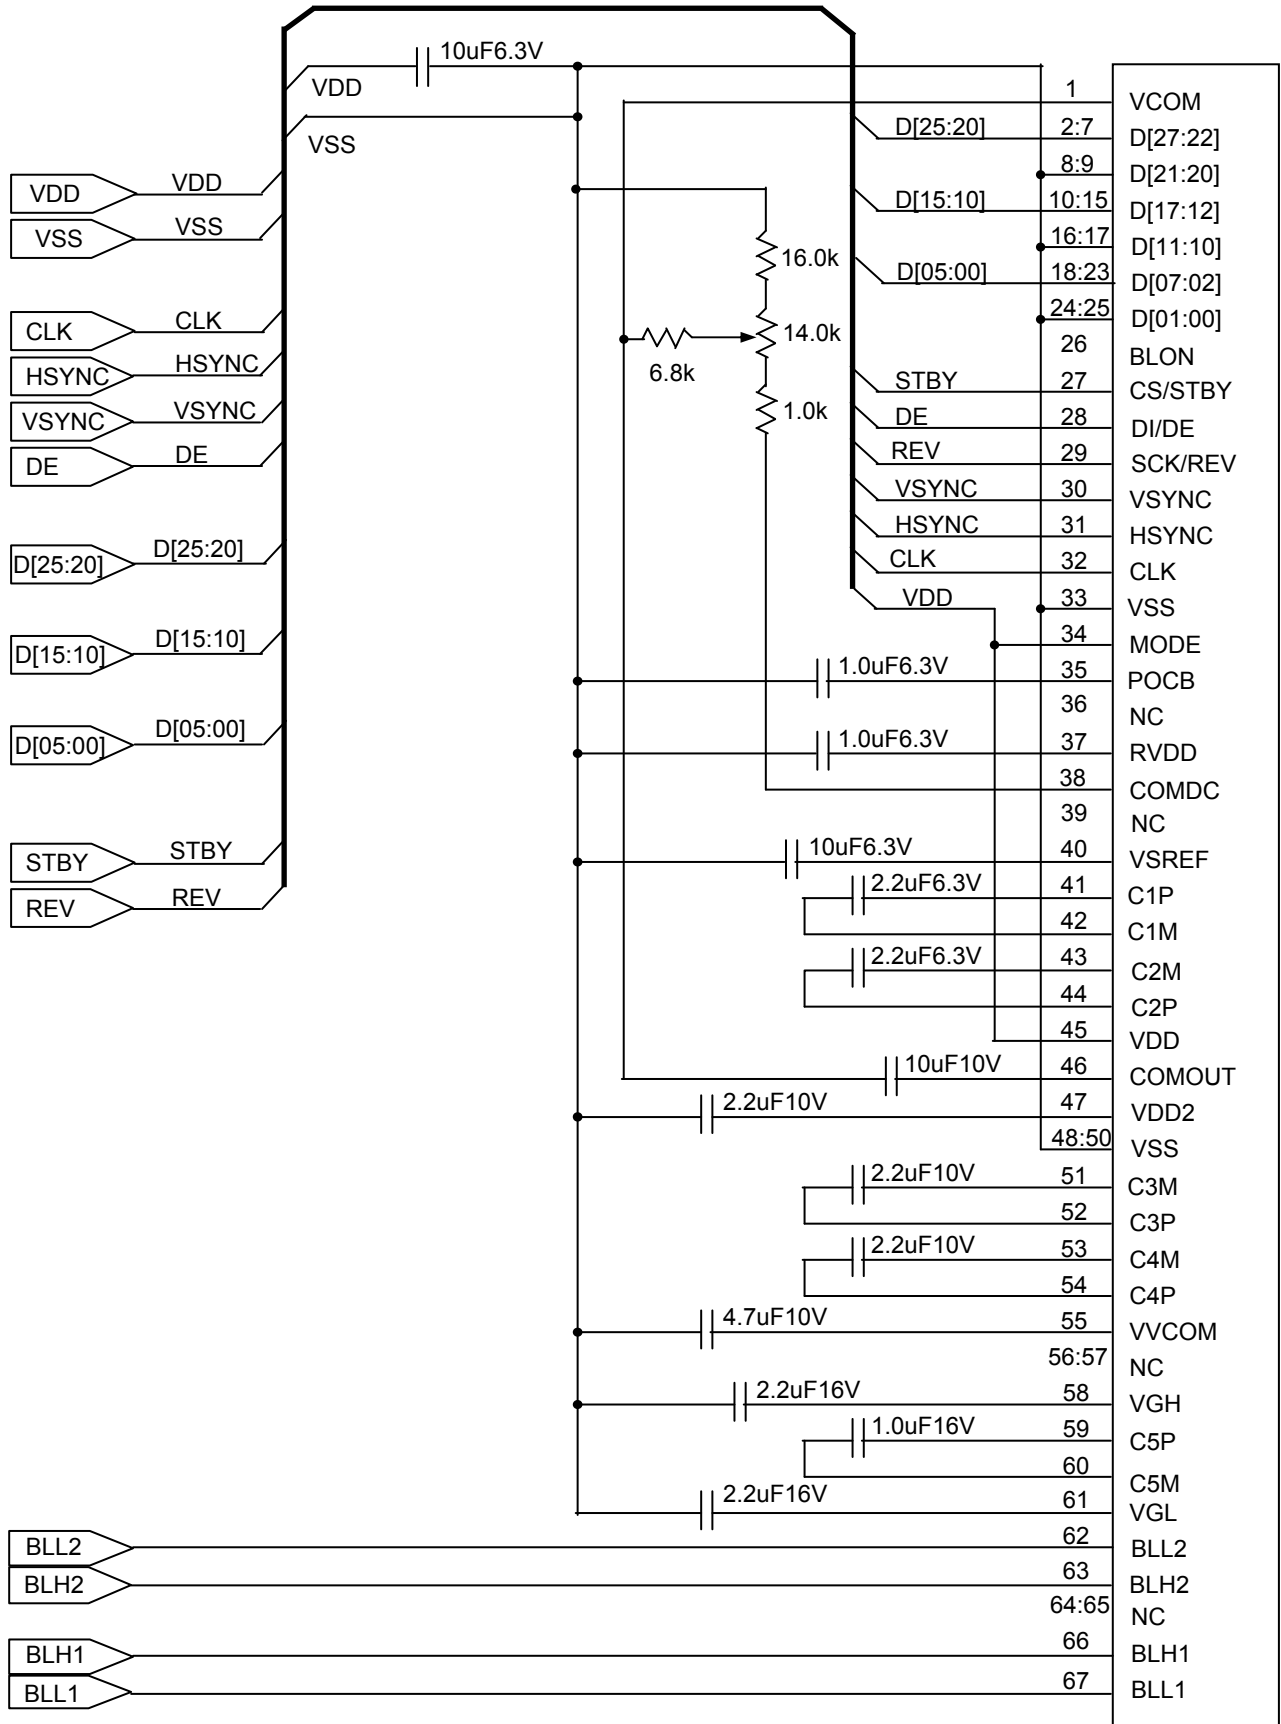 10uF6.3V
VDD
VSS
VDD VDD
VSS VSS
CLK CLK
HSYNC HSYNC
VSYNC VSYNC
DE DE
D[25:20] D[25:20]
D[15:10] D[15:10]
D[05:00] D[05:00]
STBY STBY
REV REV
16.0k
14.0k
6.8k
1.0k
1 VCOM
D[25:20] 2:7 D[27:22]
8:9 D[21:20]
D[15:10] 10:15 D[17:12]
16:17 D[11:10]
D[05:00] 18:23 D[07:02]
24:25 D[01:00]
26 BLON
STBY 27 CS/STBY
DE 28 DI/DE
REV 29 SCK/REV
VSYNC 30 VSYNC
HSYNC 31 HSYNC
CLK 32 CLK
VDD 33 VSS
34 MODE
1.0uF6.3V 35 POCB
36 NC
1.0uF6.3V 37 RVDD
38 COMDC
39 NC
10uF6.3V 40 VSREF
2.2uF6.3V 41 C1P
42 C1M
2.2uF6.3V 43 C2M
44 C2P
45 VDD
10uF10V 46 COMOUT
2.2uF10V 47 VDD2
48:50 VSS
2.2uF10V 51 C3M
52 C3P
2.2uF10V 53 C4M
54 C4P
4.7uF10V 55 VVCOM
56:57 NC
2.2uF16V 58 VGH
1.0uF16V 59 C5P
60 C5M
2.2uF16V 61 VGL
BLL2 62 BLL2
BLH2 63 BLH2
64:65 NC
BLH1 66 BLH1
BLL1 67 BLL1